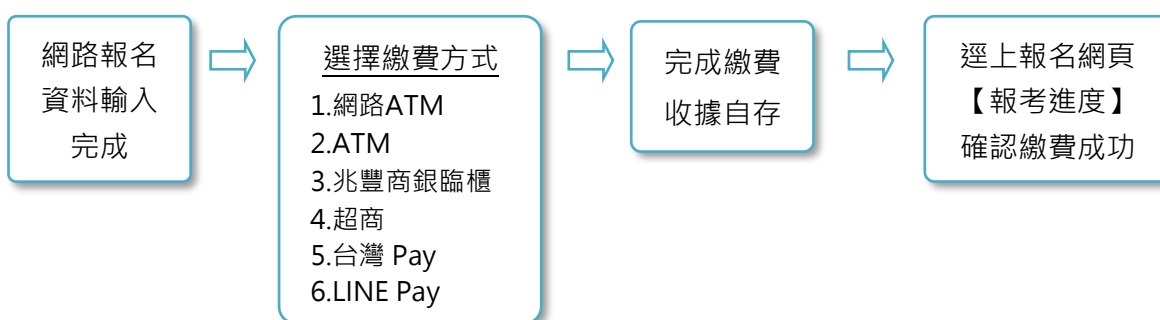 網路報名
資料輸入
完成
選擇繳費方式
1.網路ATM
2.ATM
3.兆豐商銀臨櫃
4.超商
5.台灣 Pay
6.LINE Pay
完成繳費
收據自存
逕上報名網頁
【報考進度】
確認繳費成功